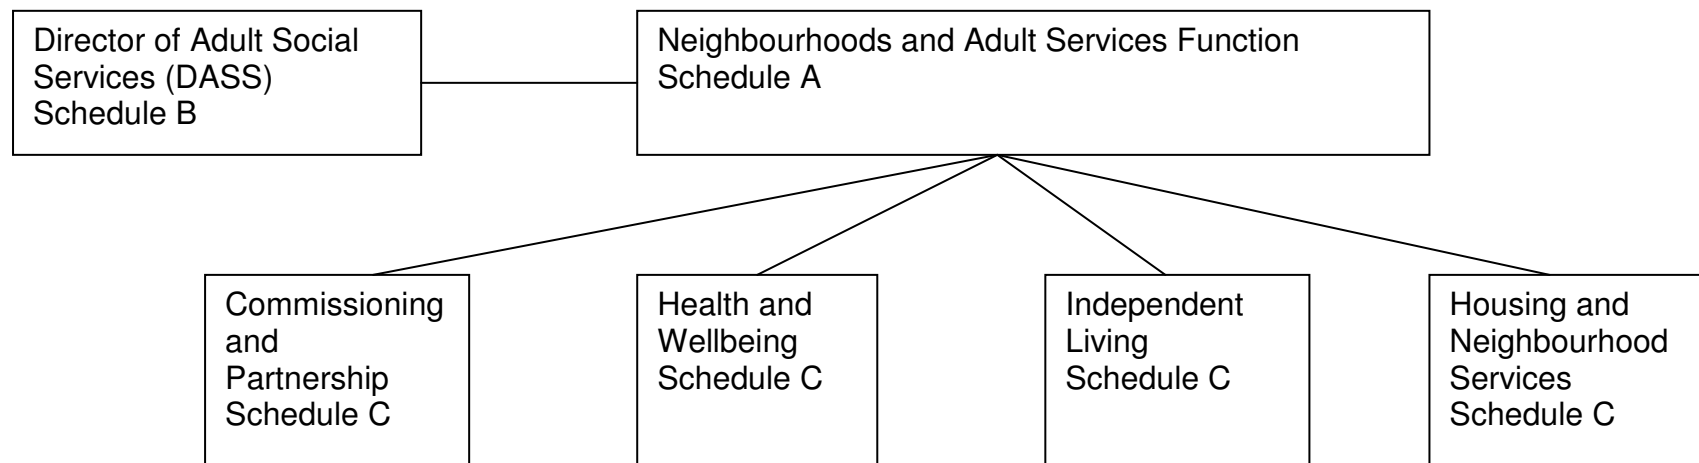 Director of Adult Social
Services (DASS)
Schedule B
Neighbourhoods and Adult Services Function
Schedule A
Commissioning
and
Partnership
Schedule C
Health and
Wellbeing
Schedule C
Independent
Living
Schedule C
Housing and
Neighbourhood
Services
Schedule C